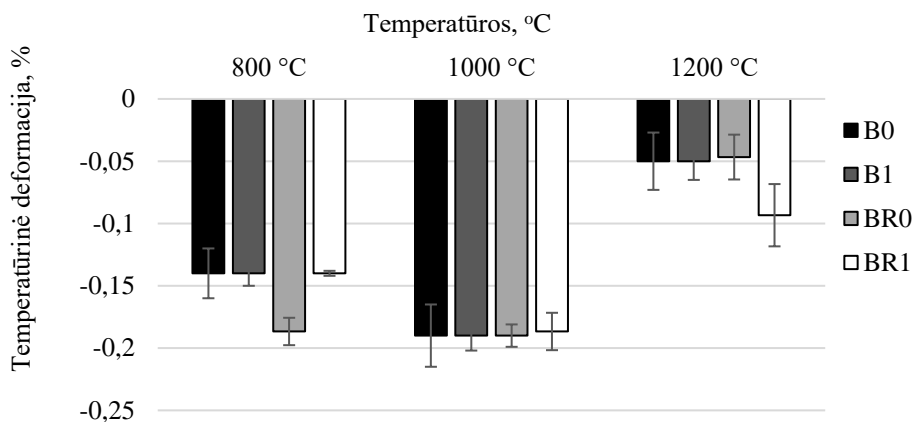 Temperatūros, ºC
800 °C 1000 °C 1200 °C
Temperatūrinė deformacija, %
0
-0,05
-0,1
-0,15
-0,2
-0,25
B0
B1
BR0
BR1